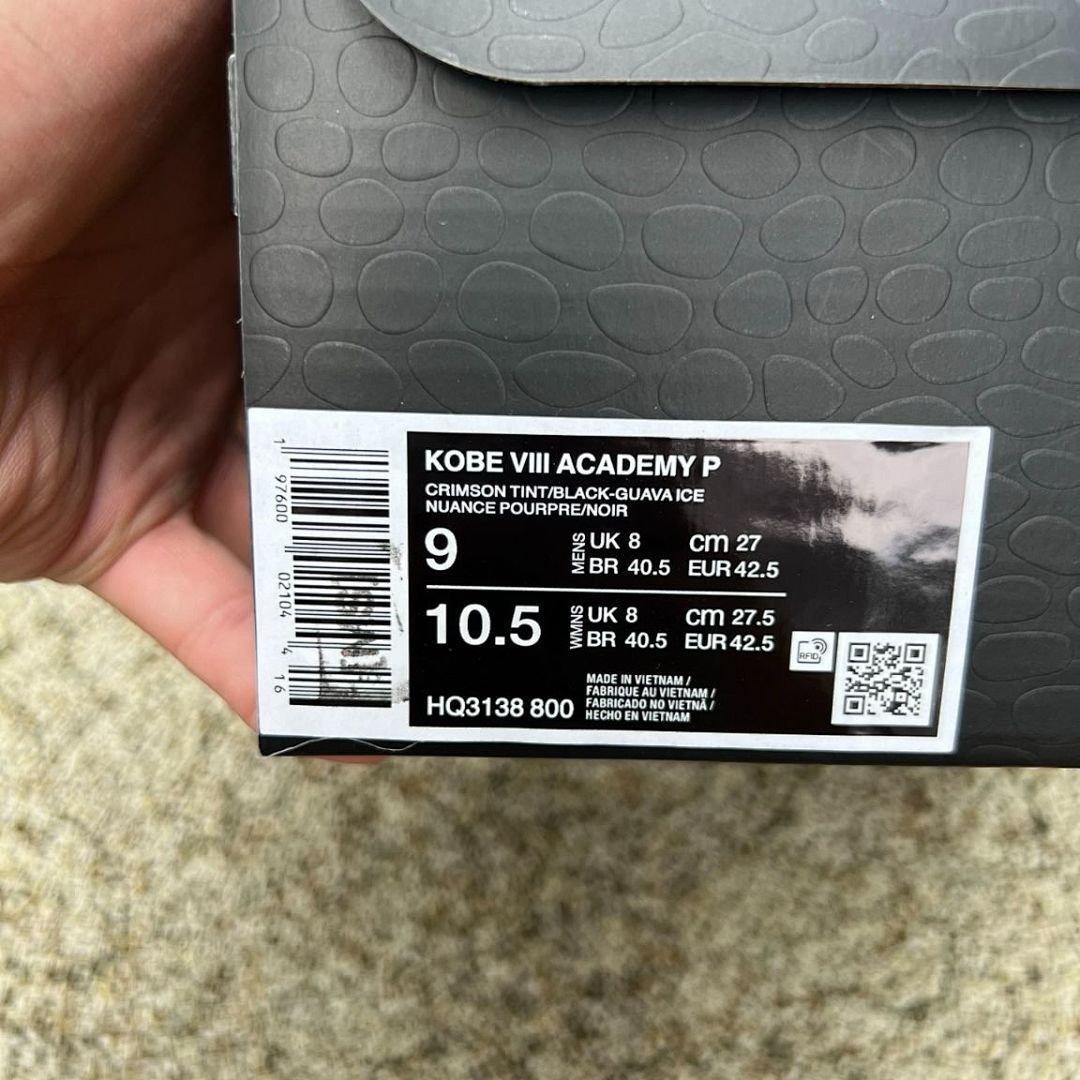 1 97600 02104 4 16
KOBE VIII ACADEMY P
CRIMSON TINT/BLACK-GUAVA ICE
NUANCE POURPRE/NOIR
9 MENS UK 8 cm 27
BR 40.5 EUR 42.5
10.5 WMNS UK 8 cm 27.5
BR 40.5 EUR 42.5
RFID
HQ3138 800
MADE IN VIETNAM /
FABRIQUE AU VIETNAM /
FABRICADO NO VIETNÃ /
HECHO EN VIETNAM